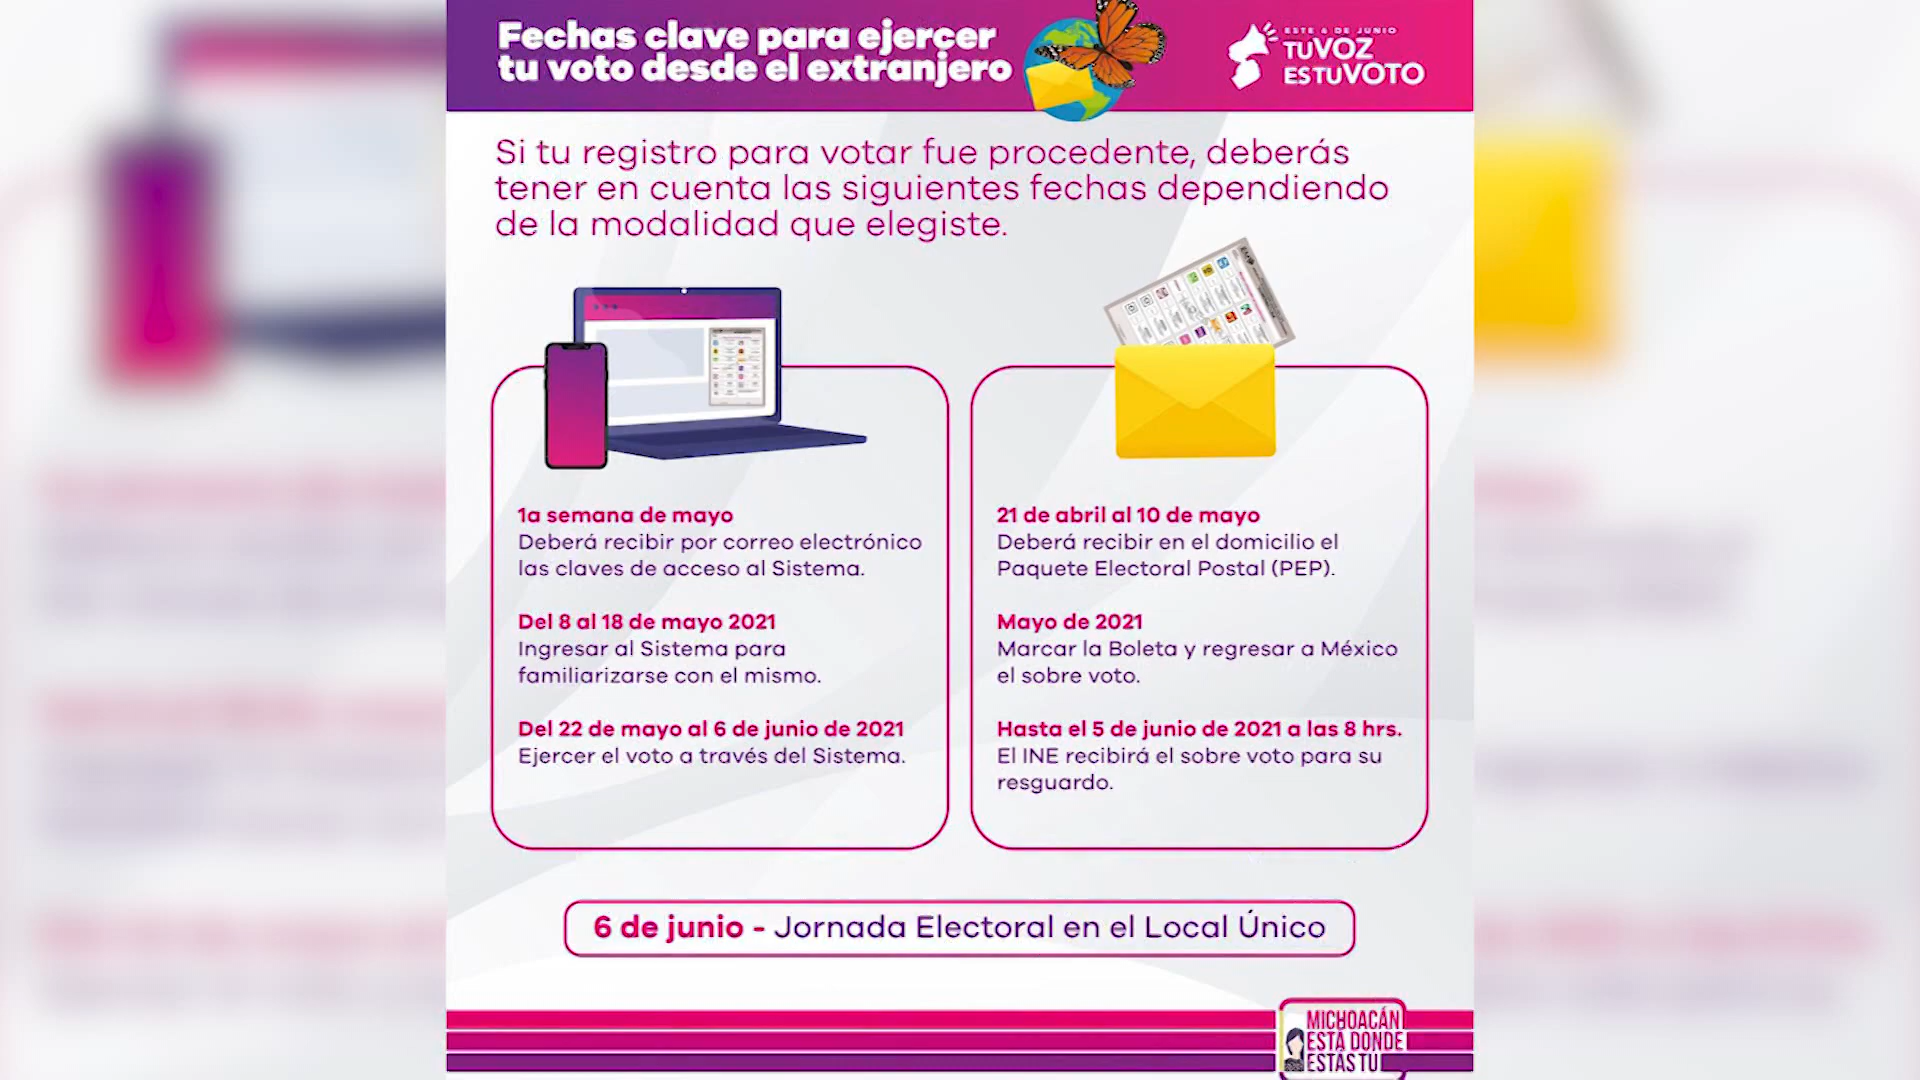 Fechas clave para ejercer
tu voto desde el extranjero
ESTE 6 DE JUNIO
TU VOZ
ES TU VOTO
Si tu registro para votar fue procedente, deberás
tener en cuenta las siguientes fechas dependiendo
de la modalidad que elegiste.
1a semana de mayo
Deberá recibir por correo electrónico
las claves de acceso al Sistema.
Del 8 al 18 de mayo 2021
Ingresar al Sistema para
familiarizarse con el mismo.
Del 22 de mayo al 6 de junio de 2021
Ejercer el voto a través del Sistema.
21 de abril al 10 de mayo
Deberá recibir en el domicilio el
Paquete Electoral Postal (PEP).
Mayo de 2021
Marcar la Boleta y regresar a México
el sobre voto.
Hasta el 5 de junio de 2021 a las 8 hrs.
El INE recibirá el sobre voto para su
resguardo.
6 de junio - Jornada Electoral en el Local Único
MICHOACÁN
ESTÁ DONDE
ESTÁS TÚ